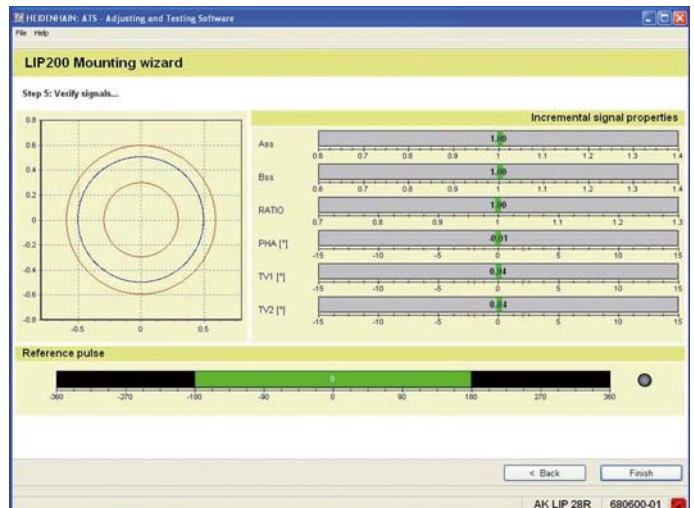 HEIDENHAIN: ATS - Adjusting and Testing Software
File Help
LIP200 Mounting wizard
Step 5: Verify signals...
Incremental signal properties
0.8
0.6
0.4
0.2
0
-0.2
-0.4
-0.6
-0.8
-0.5 0 0.5
Ass 1.00
0.6 0.7 0.8 0.9 1 1.1 1.2 1.3 1.4
Bss 1.00
0.6 0.7 0.8 0.9 1 1.1 1.2 1.3 1.4
RATIO 1.00
0.7 0.8 0.9 1 1.1 1.2 1.3
PHA [°] -0.01
-15 -10 -5 0 5 10 15
TV1 [°] 0.04
-15 -10 -5 0 5 10 15
TV2 [°] 0.04
-15 -10 -5 0 5 10 15
Reference pulse
0
-360 -270 -180 -90 0 90 180 270 360
< Back Finish
AK LIP 28R 680600-01